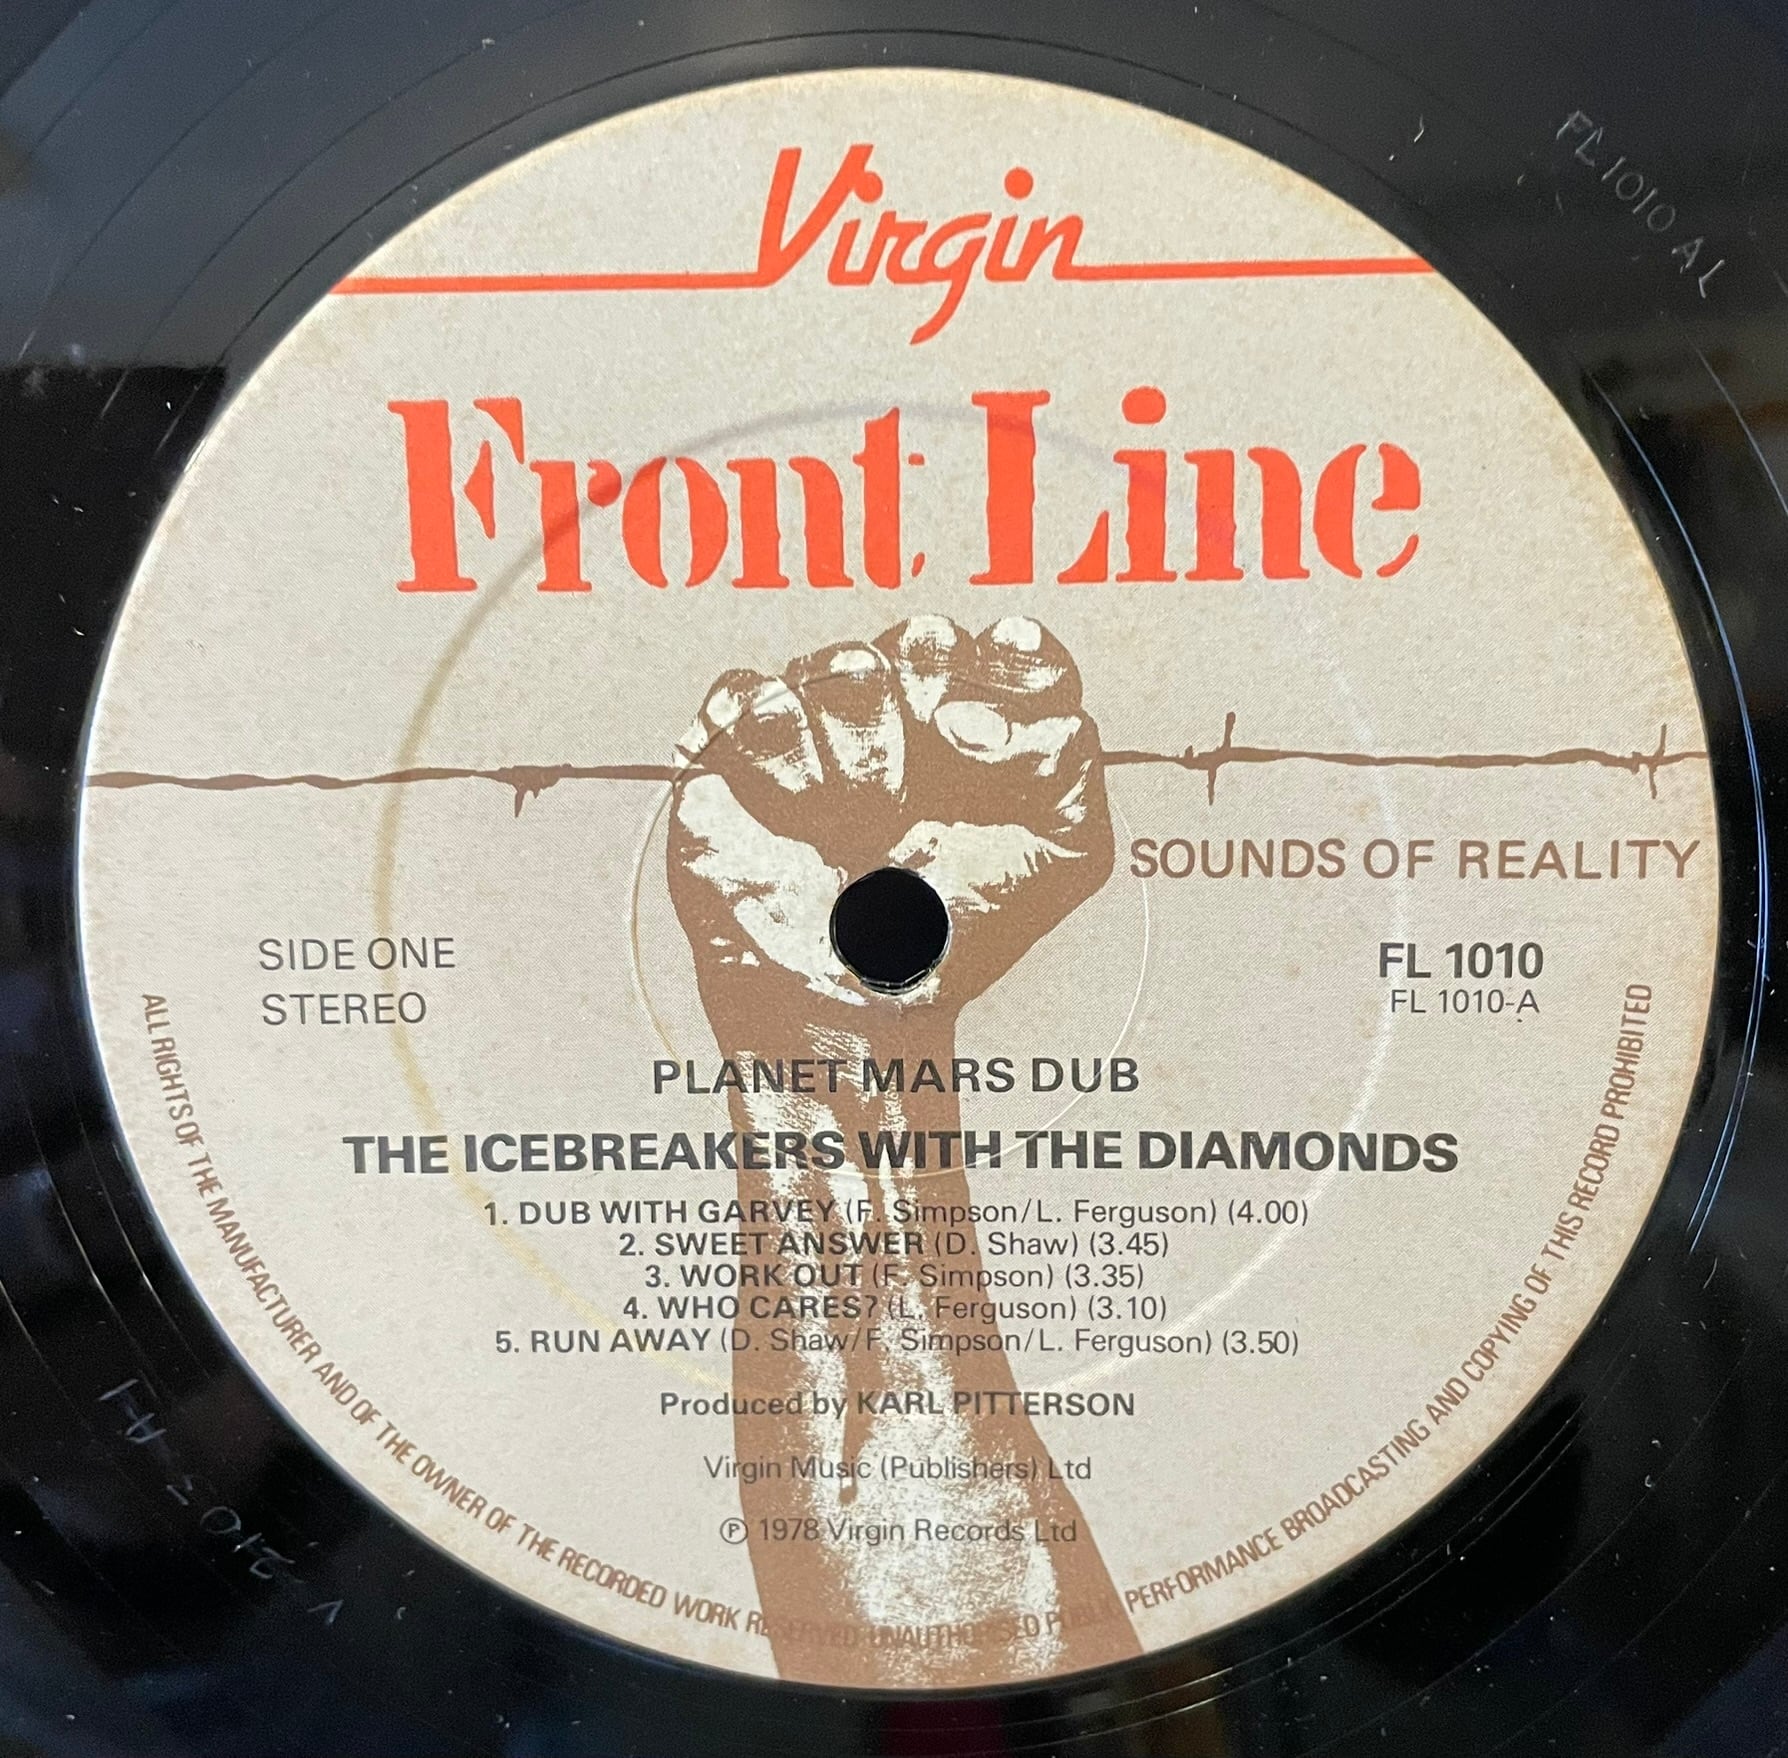 Virgin
Front Line
SOUNDS OF REALITY
SIDE ONE
STEREO
FL 1010
FL 1010-A
PLANET MARS DUB
THE ICEBREAKERS WITH THE DIAMONDS
1. DUB WITH GARVEY (F. Simpson/L. Ferguson) (4.00)
2. SWEET ANSWER (D. Shaw) (3.45)
3. WORK OUT (F. Simpson) (3.35)
4. WHO CARES? (L. Ferguson) (3.10)
5. RUN AWAY (D. Shaw/F. Simpson/L. Ferguson) (3.50)
Produced by KARL PITTERSON
Virgin Music (Publishers) Ltd
℗ 1978 Virgin Records Ltd
ALL RIGHTS OF THE MANUFACTURER AND OF THE OWNER OF THE RECORDED WORK RESERVED UNAUTHORISED PUBLIC PERFORMANCE BROADCASTING AND COPYING OF THIS RECORD PROHIBITED
FL 1010 A L